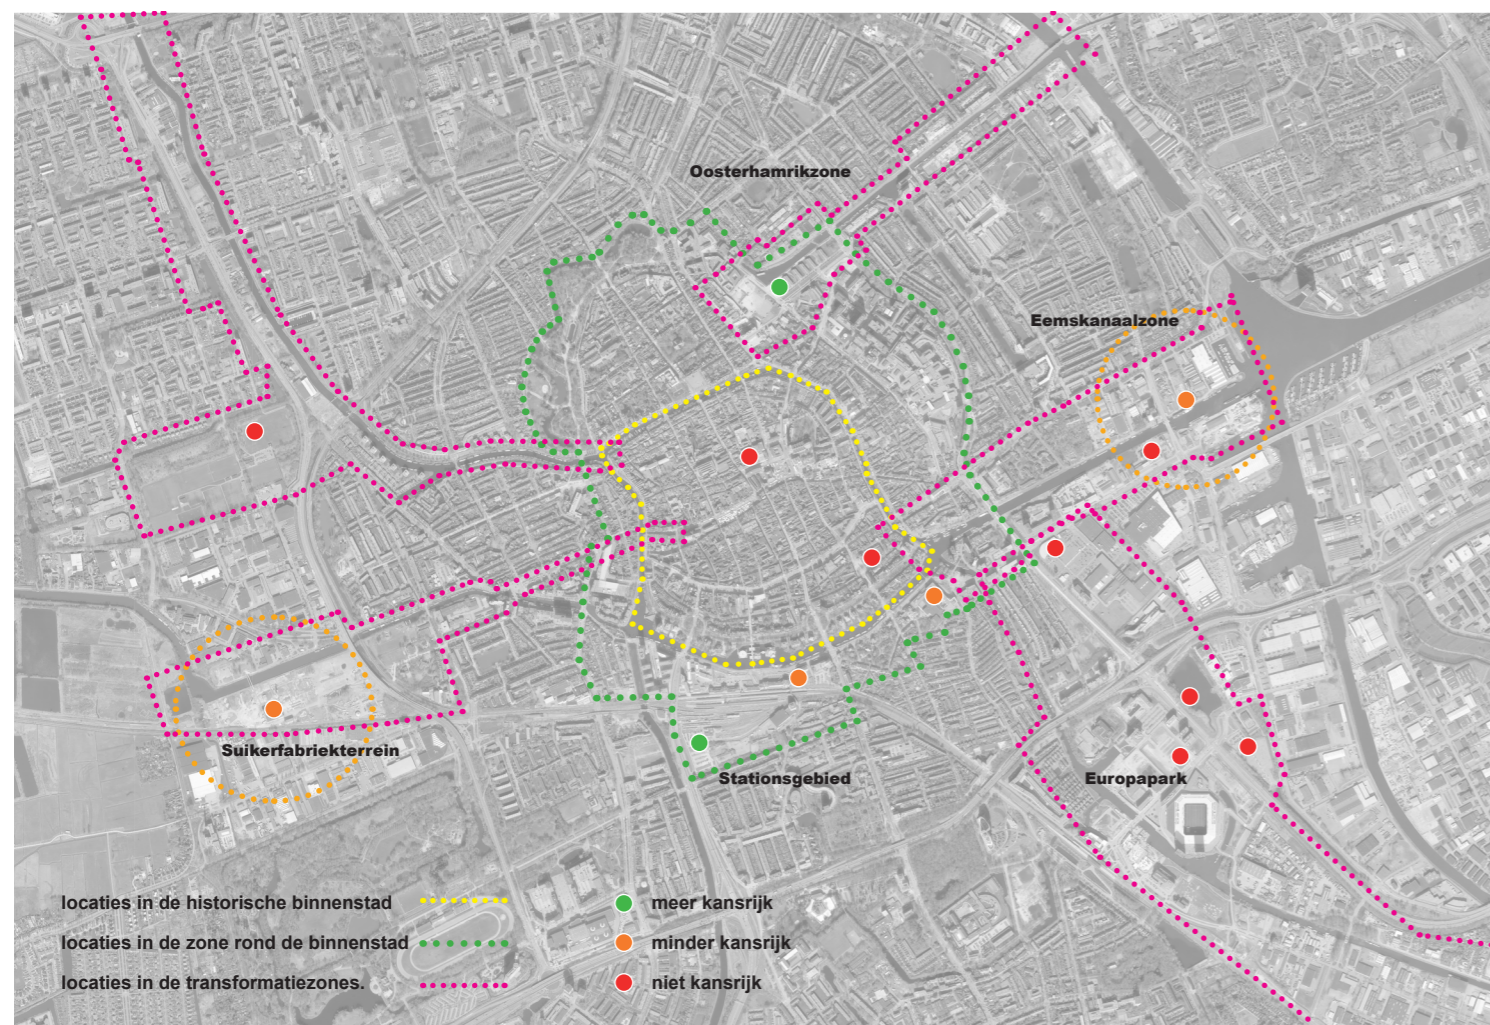 Oosterhamrikzone
Eemskanaalzone
Suikerfabriekterrein
Stationsgebied
Europapark
locaties in de historische binnenstad
meer kansrijk
locaties in de zone rond de binnenstad
minder kansrijk
locaties in de transformatiezones.
niet kansrijk